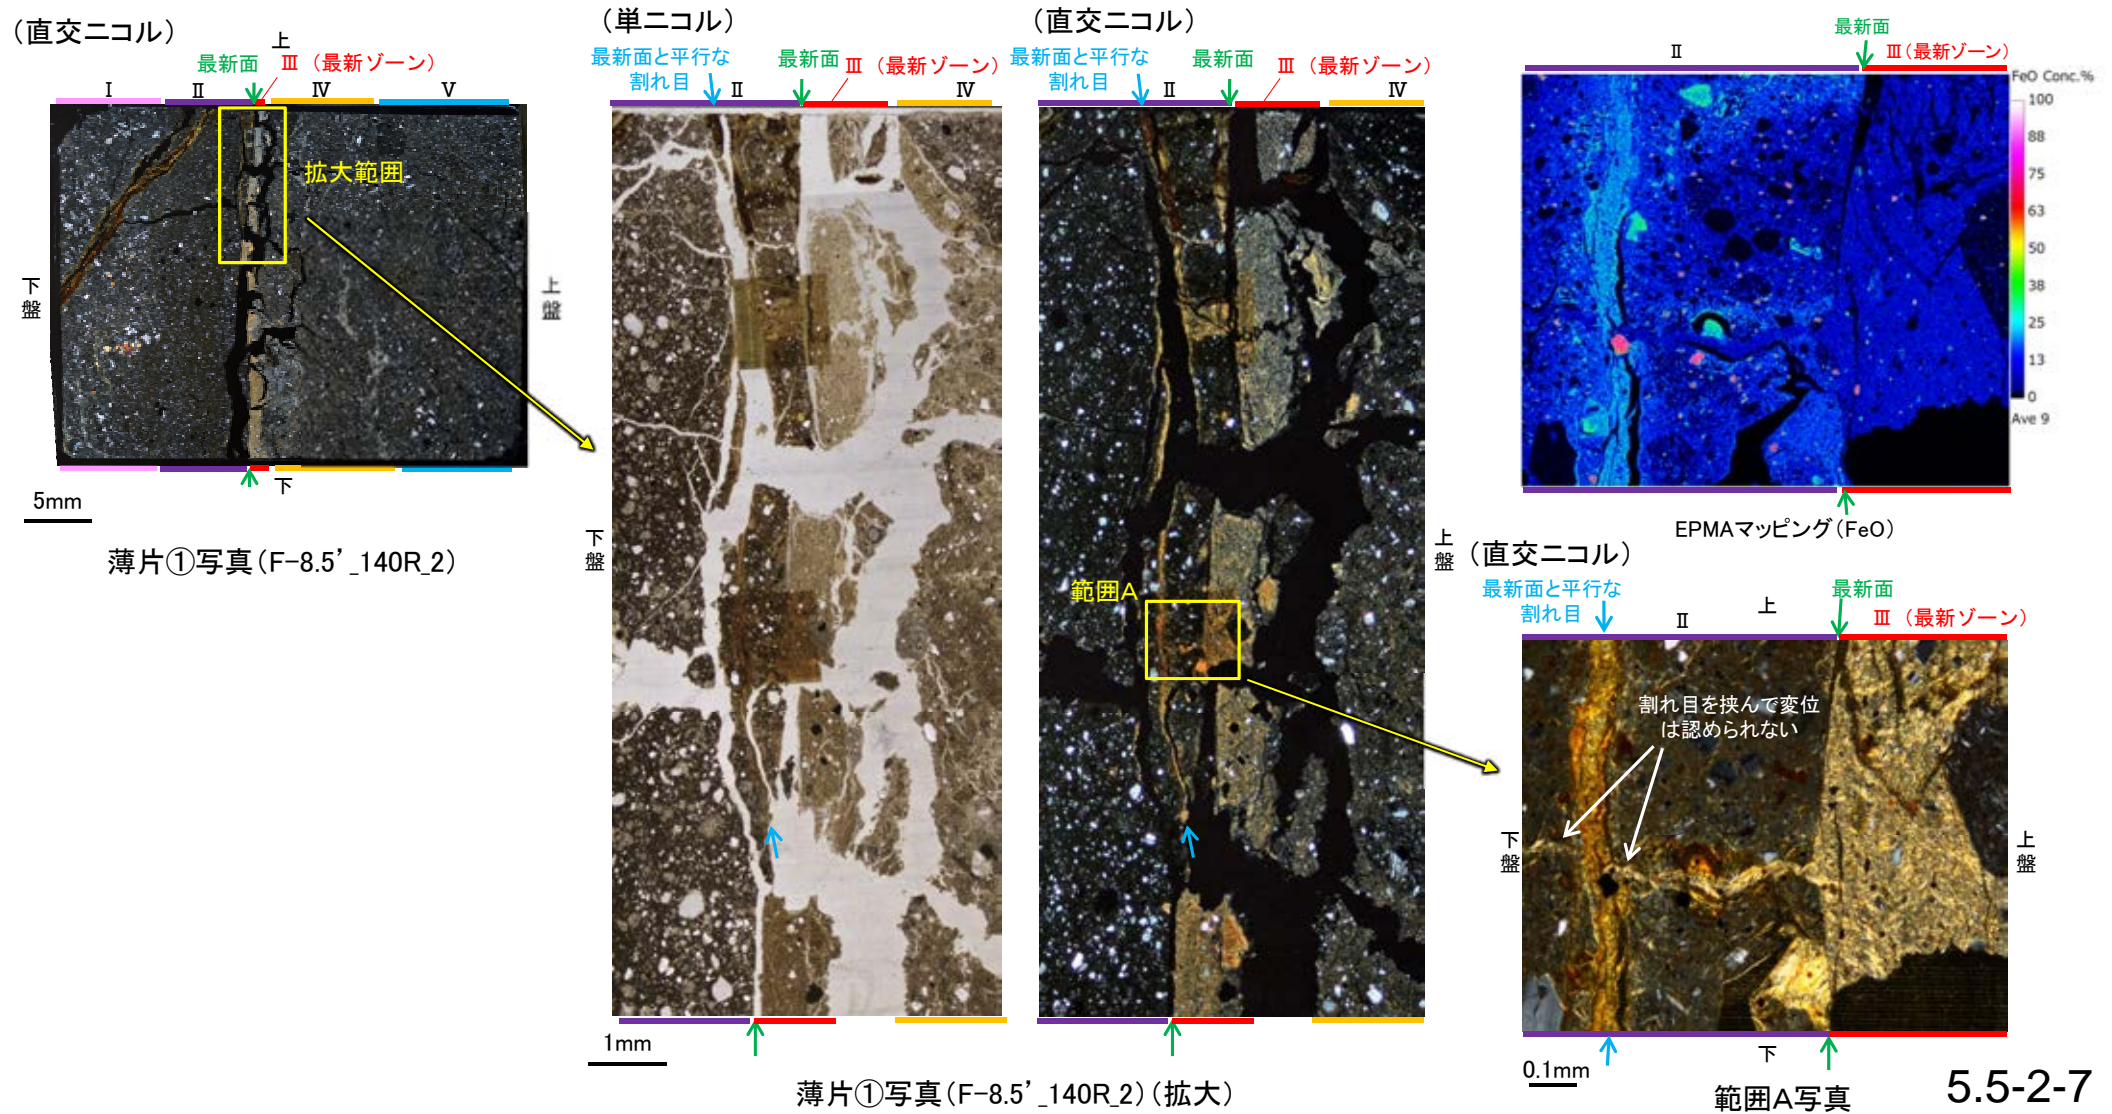 (直交ニコル)
上
最新面
Ⅲ (最新ゾーン)
Ⅰ
Ⅱ
Ⅳ
Ⅴ
拡大範囲
下盤
上盤
下
5mm
薄片①写真(F-8.5’_140R_2)
(単ニコル)
最新面と平行な
割れ目
最新面
Ⅲ (最新ゾーン)
Ⅱ
Ⅳ
下盤
1mm
(直交ニコル)
最新面と平行な
割れ目
最新面
Ⅲ (最新ゾーン)
Ⅱ
Ⅳ
範囲A
上盤
薄片①写真(F-8.5’_140R_2)(拡大)
最新面
Ⅱ
Ⅲ(最新ゾーン)
FeO Conc.%
100
88
75
63
50
38
25
13
0
Ave 9
EPMAマッピング(FeO)
(直交ニコル)
最新面と平行な
割れ目
上
最新面
Ⅱ
Ⅲ (最新ゾーン)
割れ目を挟んで変位
は認められない
下盤
上盤
下
0.1mm
範囲A写真
5.5-2-7